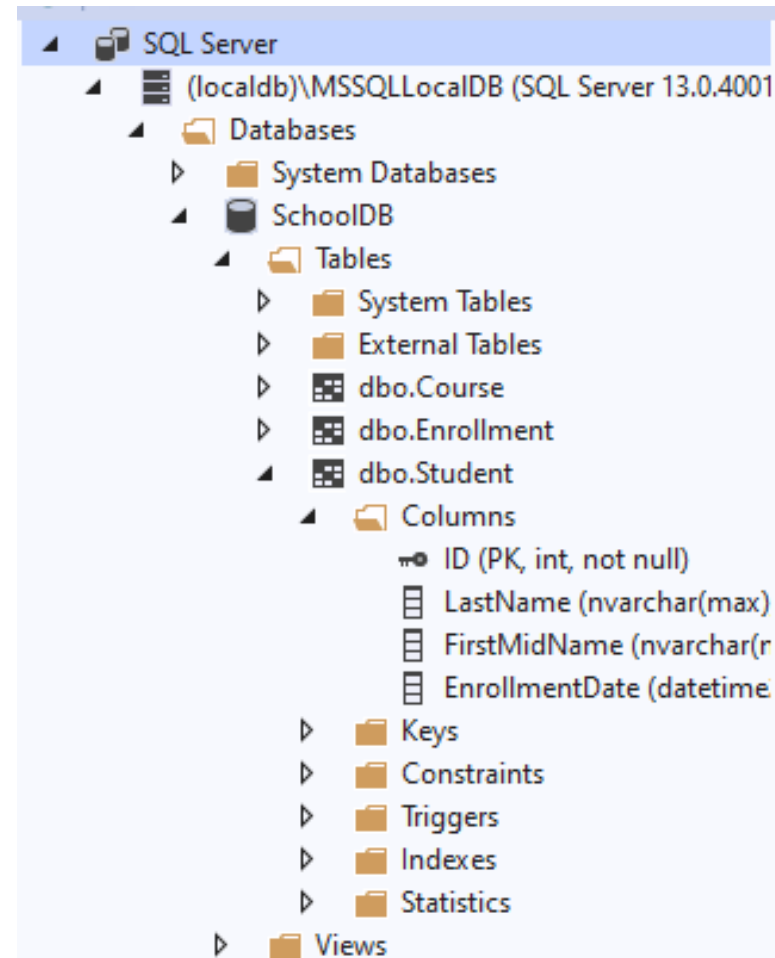 SQL Server
(localdb)\MSSQLLocalDB (SQL Server 13.0.4001
Databases
System Databases
SchoolDB
Tables
System Tables
External Tables
dbo.Course
dbo.Enrollment
dbo.Student
Columns
ID (PK, int, not null)
LastName (nvarchar(max)
FirstMidName (nvarchar(
EnrollmentDate (datetime
Keys
Constraints
Triggers
Indexes
Statistics
Views